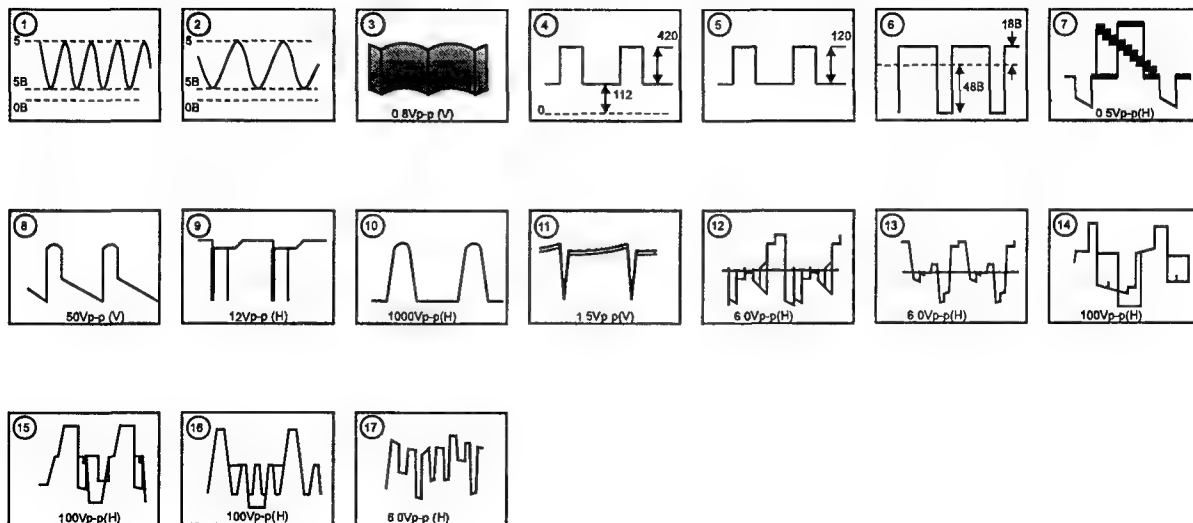 1
5
5B
0B
2
5
5B
0B
3
0.8Vp-p (V)
4
420
112
0
5
120
6
18B
48B
7
0 5Vp-p(H)
8
50Vp-p (V)
9
12Vp-p (H)
10
1000Vp-p(H)
11
1 5Vp p(V)
12
6 0Vp-p(H)
13
6 0Vp-p(H)
14
100Vp-p(H)
15
100Vp-p(H)
16
100Vp-p(H)
17
6 0Vp-p (H)